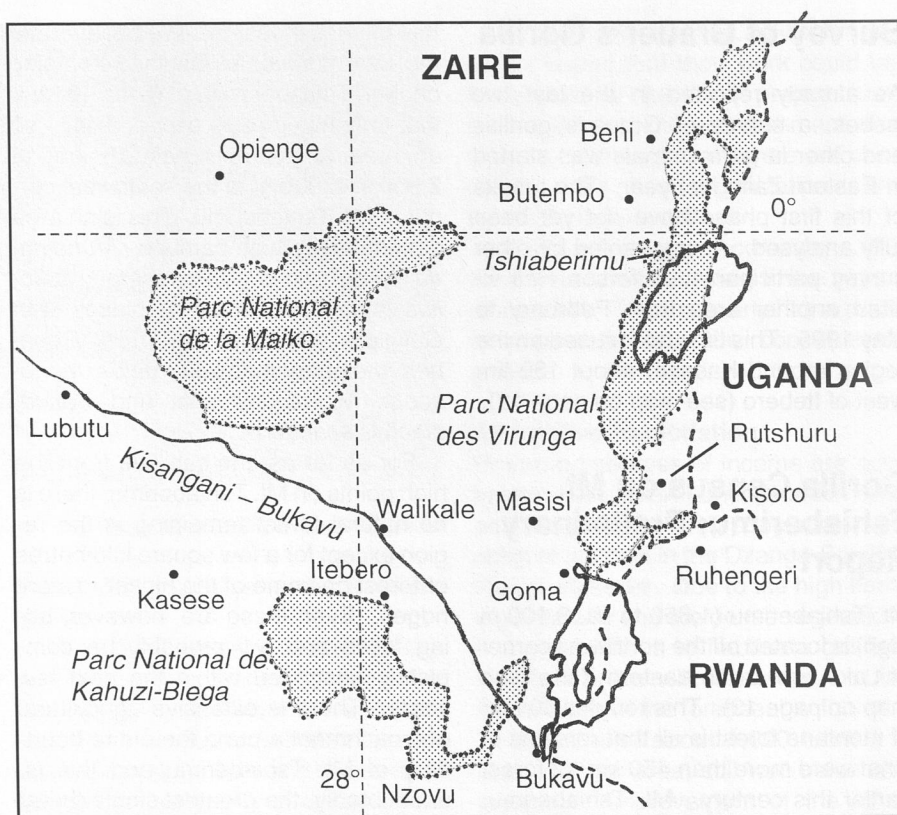 ZAIRE
Beni
Opienge
Butembo
0°
Tshiaberimu
Parc National
de la Maiko
UGANDA
Parc National
des Virunga
Lubutu
Rutshuru
Kisangani - Bukavu
Masisi
Kisoro
Walikale
Itebero
Goma
Ruhengeri
Kasese
Parc National de
Kahuzi-Biega
RWANDA
28°
Nzovu
Bukavu